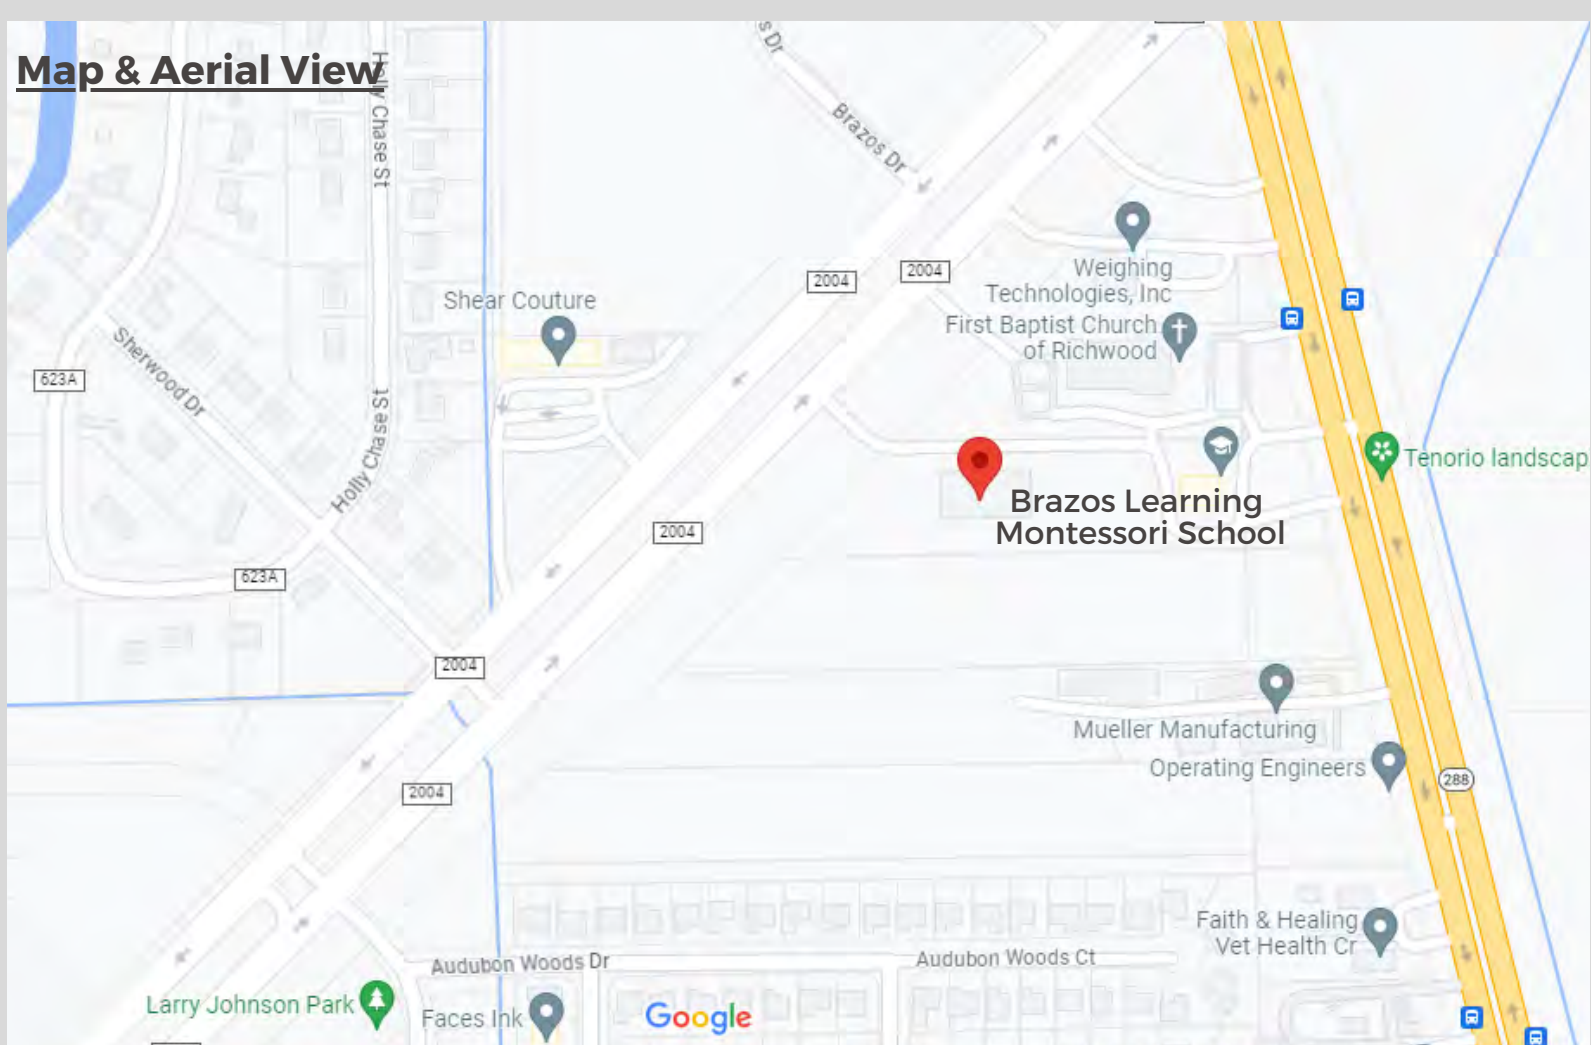 Map & Aerial View
Holly Chase St
s Dr
Brazos Dr
Weighing
Technologies, Inc
2004
2004
Shear Couture
First Baptist Church
of Richwood
Sherwood Dr
623A
Holly Chase St
Tenorio landscap
Brazos Learning
Montessori School
2004
623A
2004
Mueller Manufacturing
Operating Engineers
288
2004
Faith & Healing
Vet Health Cr
Audubon Woods Dr
Audubon Woods Ct
Larry Johnson Park
Faces Ink
Google